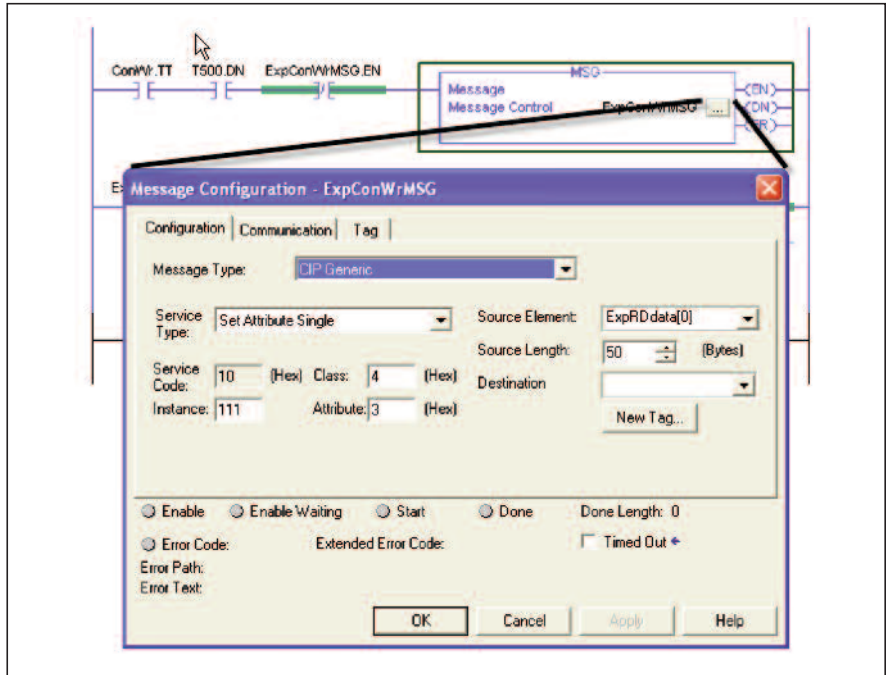 ConWr.TT T500.DN ExpConWrMSG.EN
MSG
Message
Message Control ExpConWrMSG ...
EN
DN
ER
Message Configuration - ExpConWrMSG
Configuration Communication Tag
Message Type: CIP Generic
Service Type: Set Attribute Single
Source Element: ExpRDdata[0]
Source Length: 50 (Bytes)
Service Code: 10 (Hex) Class: 4 (Hex)
Destination
Instance: 111 Attribute: 3 (Hex)
New Tag...
Enable Enable Waiting Start Done Done Length: 0
Error Code: Extended Error Code: Timed Out
Error Path:
Error Text:
OK Cancel Apply Help